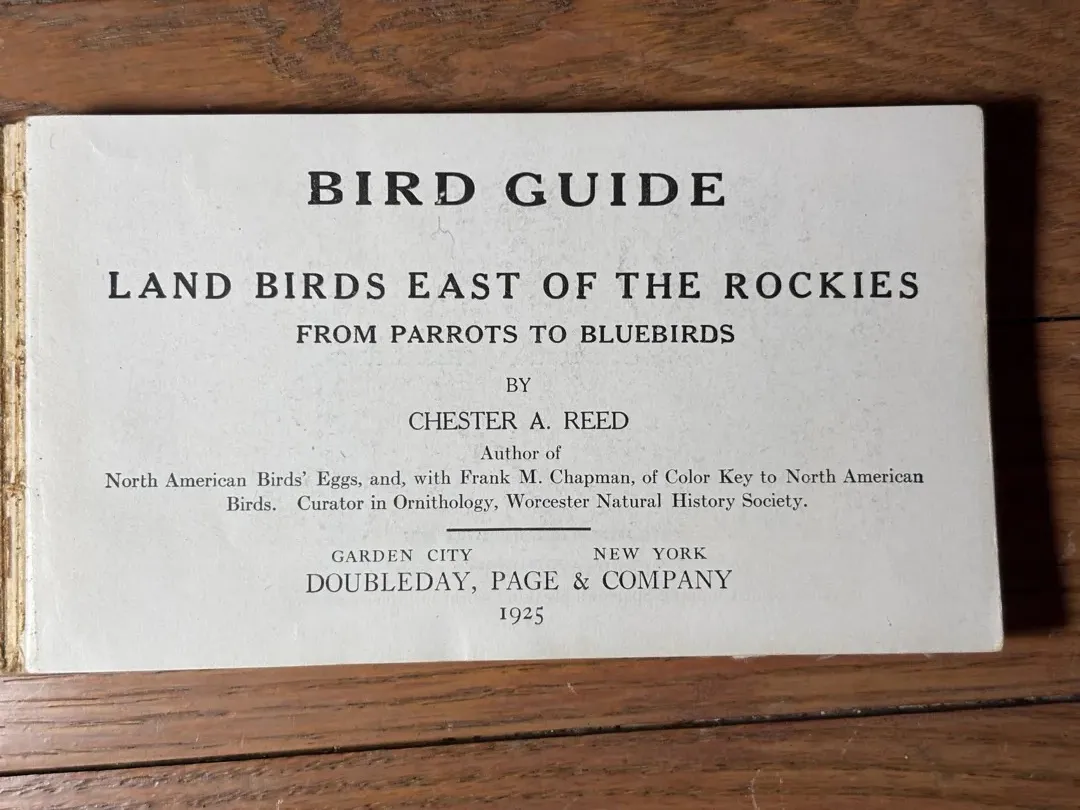 BIRD GUIDE
LAND BIRDS EAST OF THE ROCKIES
FROM PARROTS TO BLUEBIRDS
BY
CHESTER A. REED
Author of
North American Birds' Eggs, and, with Frank M. Chapman, of Color Key to North American
Birds. Curator in Ornithology, Worcester Natural History Society.
GARDEN CITY NEW YORK
DOUBLEDAY, PAGE & COMPANY
1925